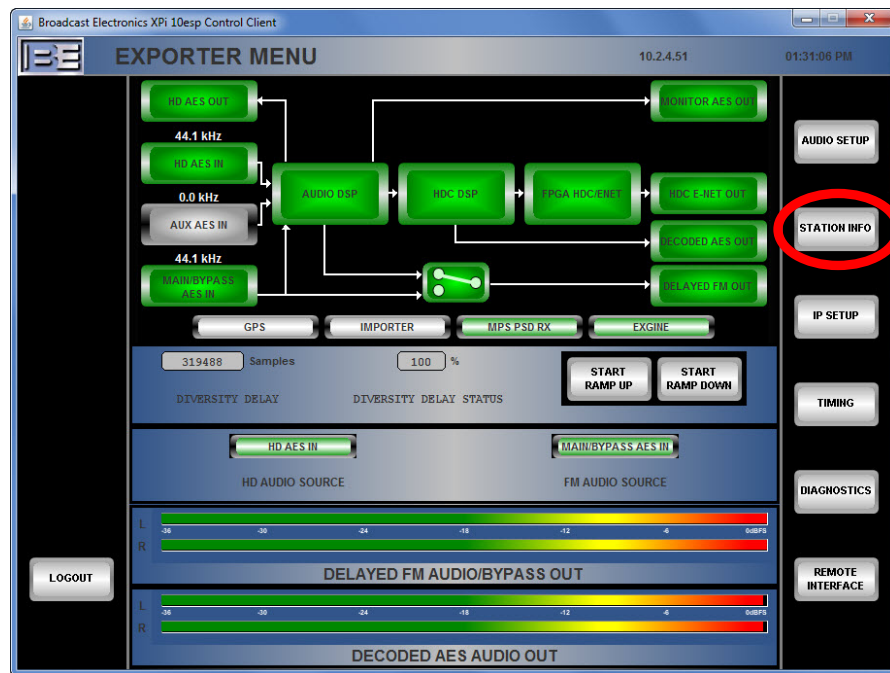 Broadcast Electronics XPi 10esp Control Client
BE
EXPORTER MENU
10.2.4.51
01:31:06 PM
HD AES OUT
MONITOR AES OUT
44.1 kHz
HD AES IN
AUDIO SETUP
0.0 kHz
AUDIO DSP
HDC DSP
FPGA HDC/ENET
HDC E-NET OUT
AUX AES IN
STATION INFO
DECODED AES OUT
44.1 kHz
MAIN/BYPASS
AES IN
DELAYED FM OUT
IP SETUP
GPS
IMPORTER
MPS PSD RX
EXGINE
319488 Samples
100 %
START
RAMP UP
START
RAMP DOWN
DIVERSITY DELAY
DIVERSITY DELAY STATUS
TIMING
HD AES IN
MAIN/BYPASS AES IN
HD AUDIO SOURCE
FM AUDIO SOURCE
DIAGNOSTICS
L
-36 -30 -24 -18 -12 -6 0dBFS
R
DELAYED FM AUDIO/BYPASS OUT
LOGOUT
REMOTE
INTERFACE
L
-36 -30 -24 -18 -12 -6 0dBFS
R
DECODED AES AUDIO OUT